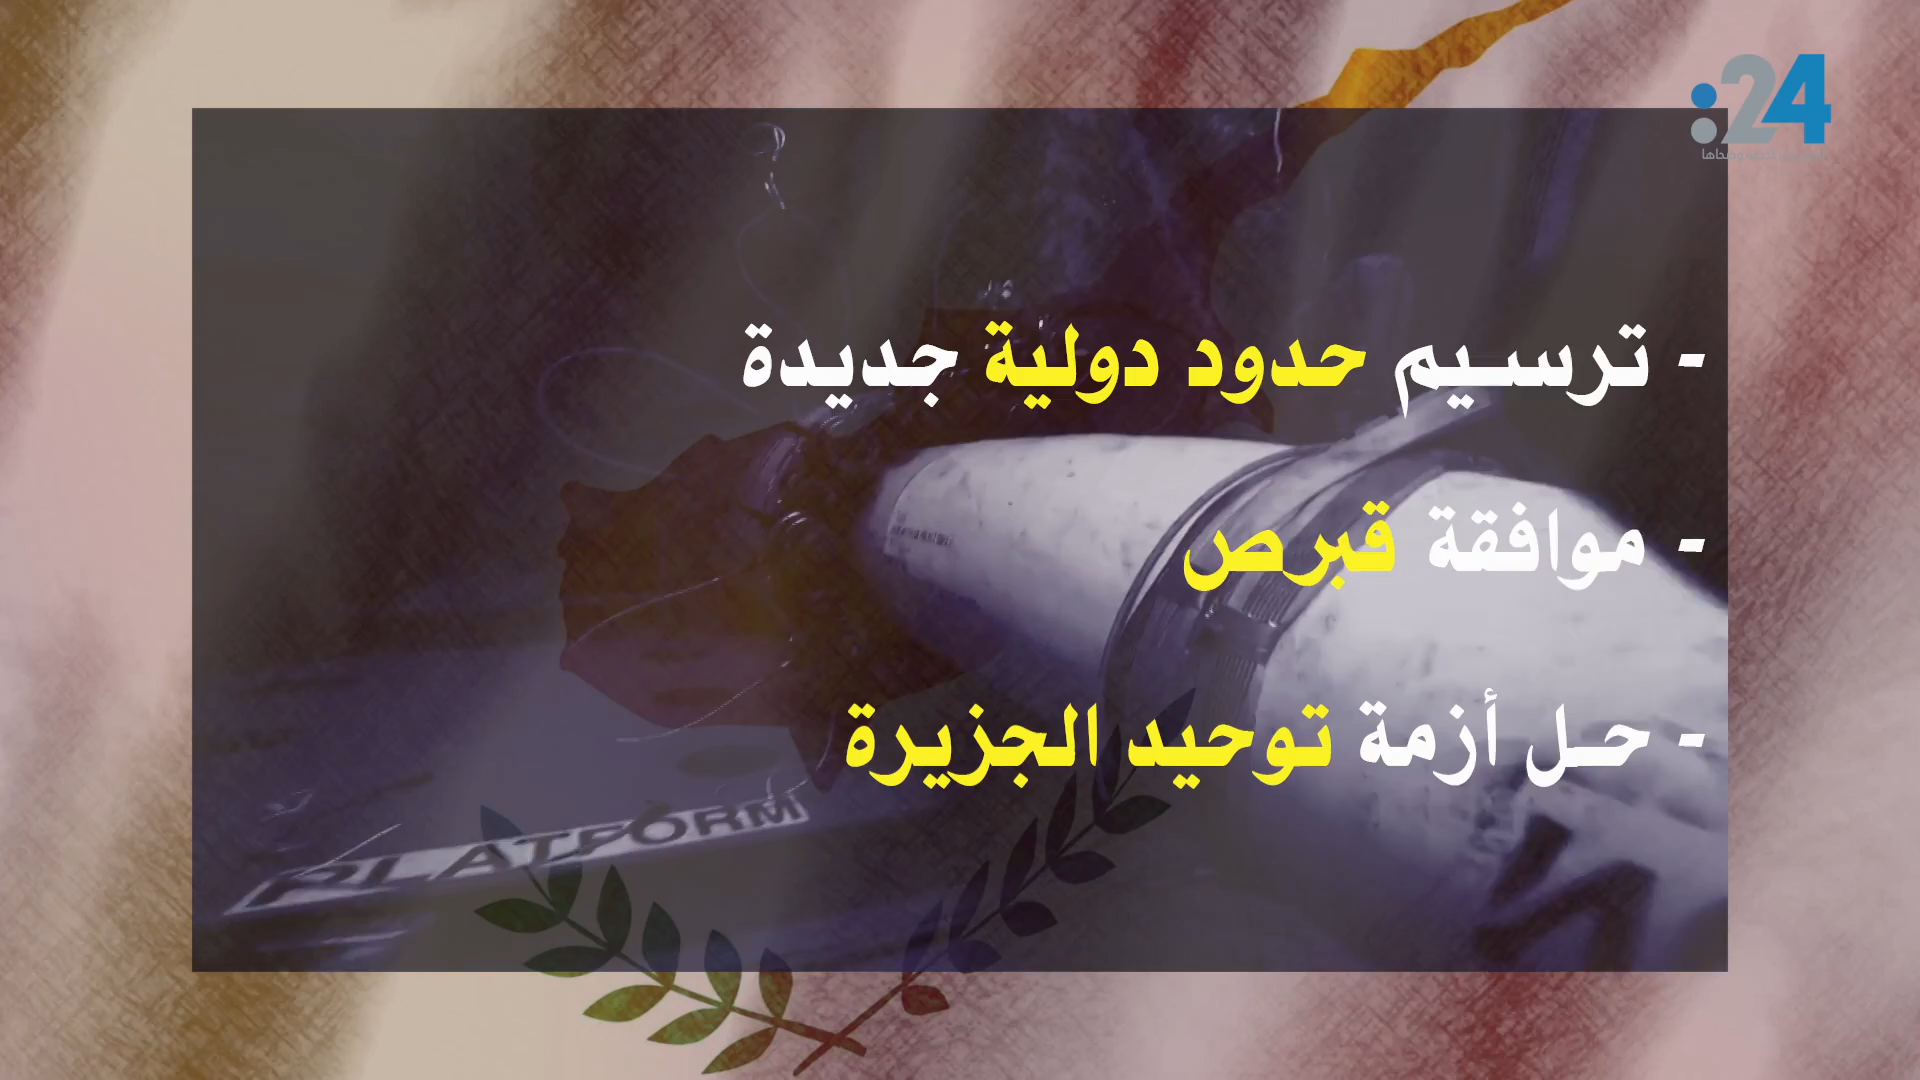 24:
- ترسيم حدود دولية جديدة
- موافقة قبرص
- حل أزمة توحيد الجزيرة
PLATFORM